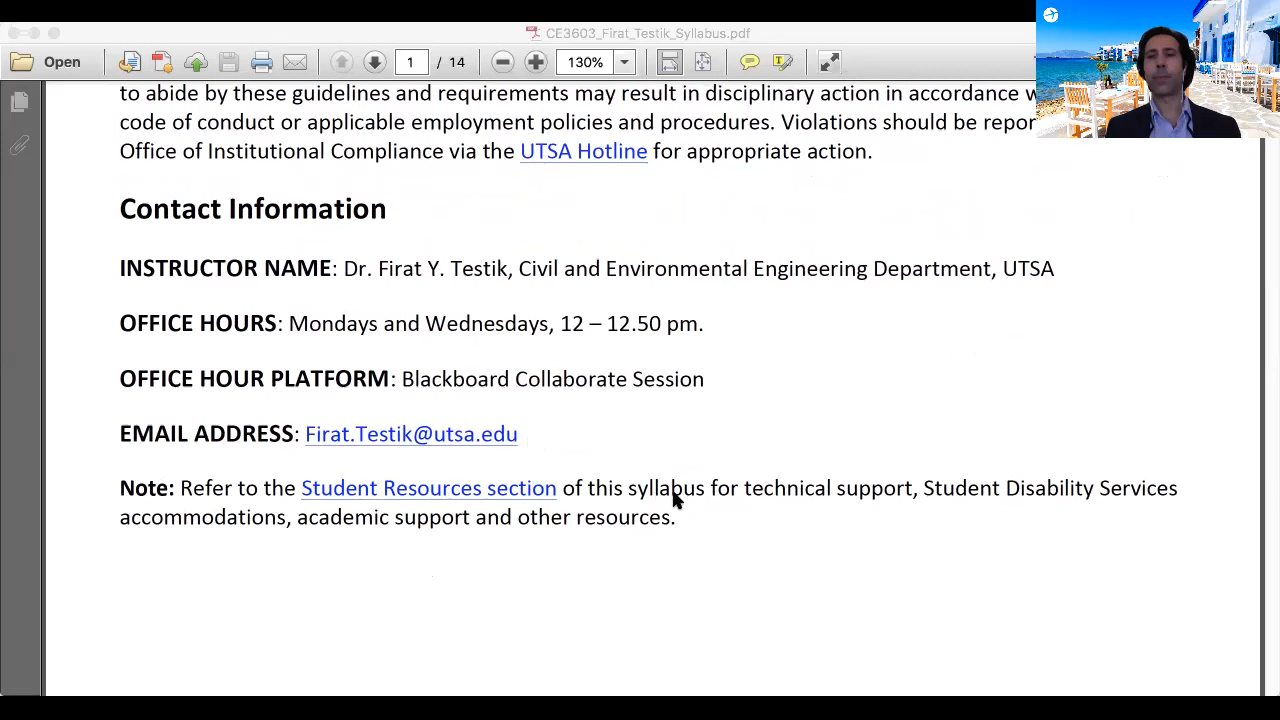 CE3603_Firat_Testik_Syllabus.pdf
Open
1 / 14
130%
to abide by these guidelines and requirements may result in disciplinary action in accordance
code of conduct or applicable employment policies and procedures. Violations should be repor
Office of Institutional Compliance via the UTSA Hotline for appropriate action.
Contact Information
INSTRUCTOR NAME: Dr. Firat Y. Testik, Civil and Environmental Engineering Department, UTSA
OFFICE HOURS: Mondays and Wednesdays, 12 – 12.50 pm.
OFFICE HOUR PLATFORM: Blackboard Collaborate Session
EMAIL ADDRESS: Firat.Testik@utsa.edu
Note: Refer to the Student Resources section of this syllabus for technical support, Student Disability Services
accommodations, academic support and other resources.